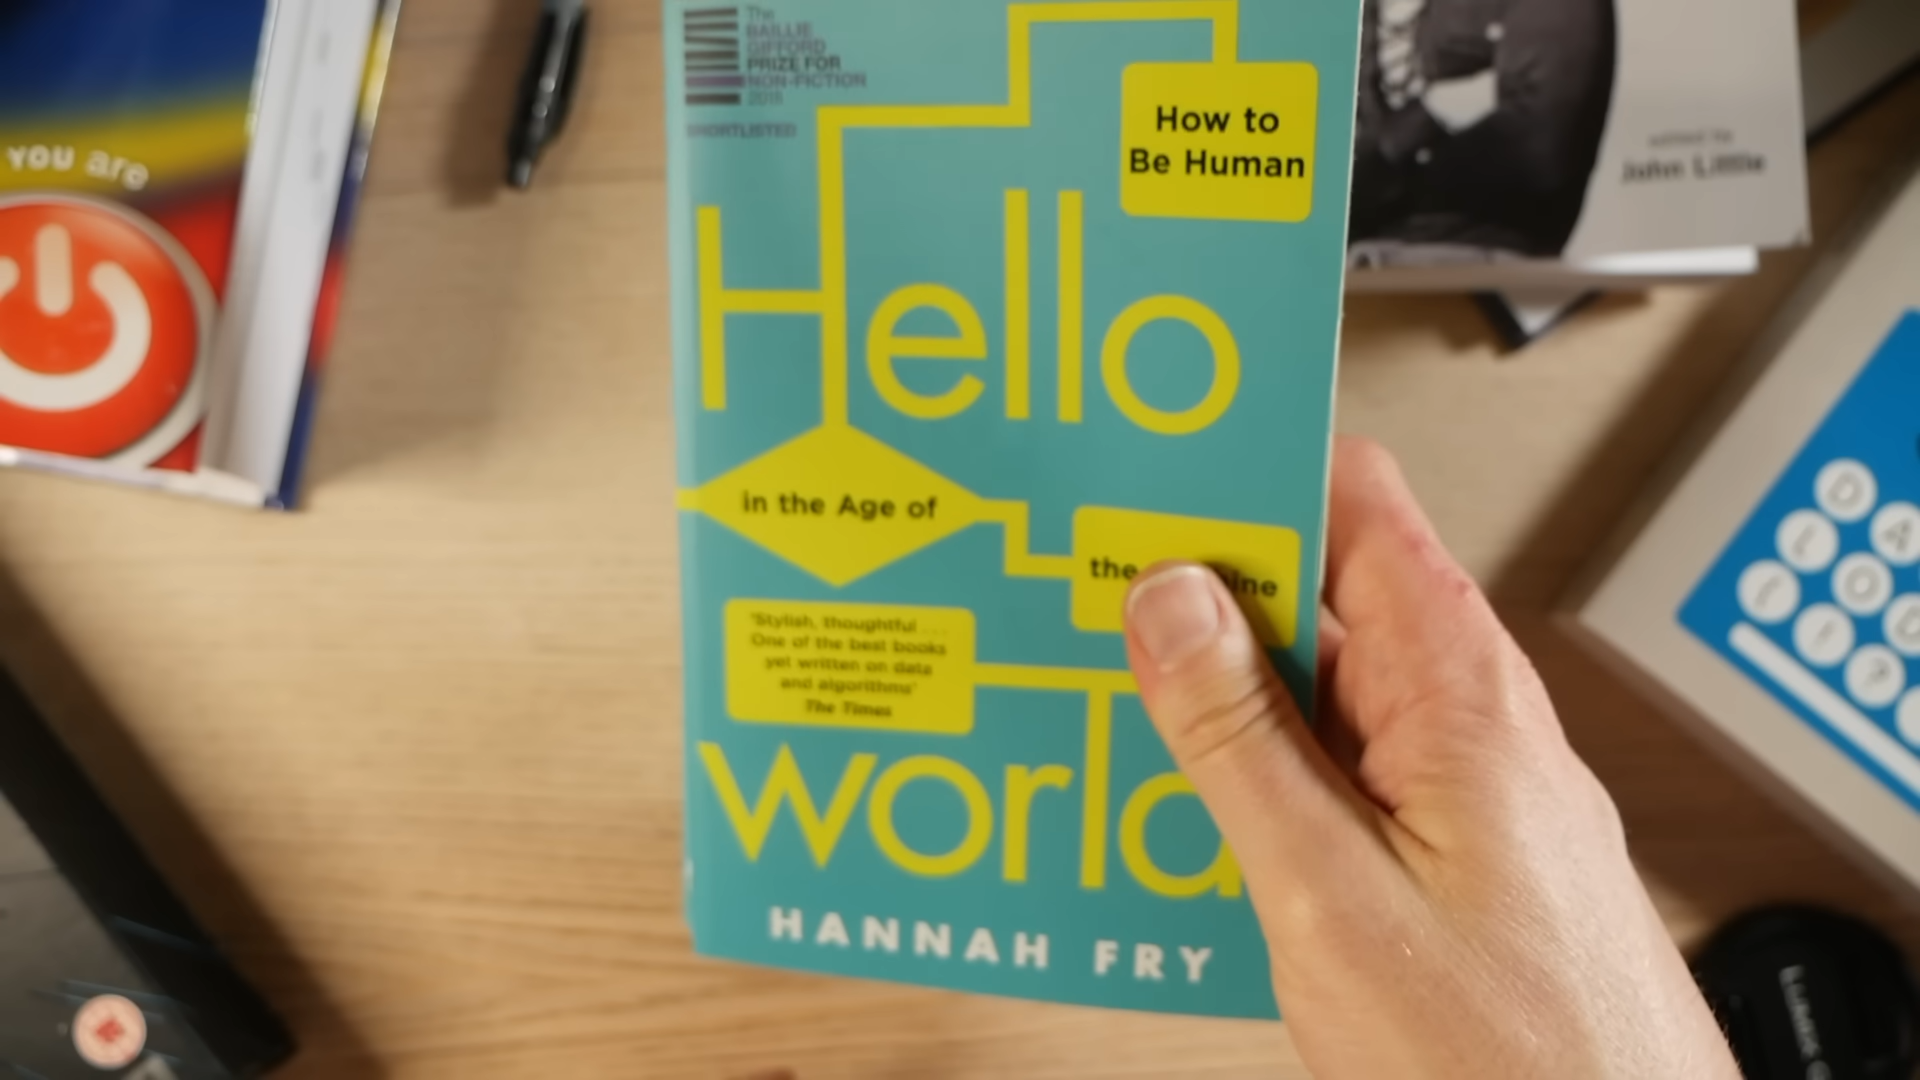 The
BAILLIE
GIFFORD
PRIZE FOR
NON-FICTION
2018
SHORTLISTED
How to
Be Human
Hello
in the Age of
the
'Stylish, thoughtful . . .
One of the best books
yet written on data
and algorithms'
The Times
world
HANNAH FRY
YOU are
edited by
John Little